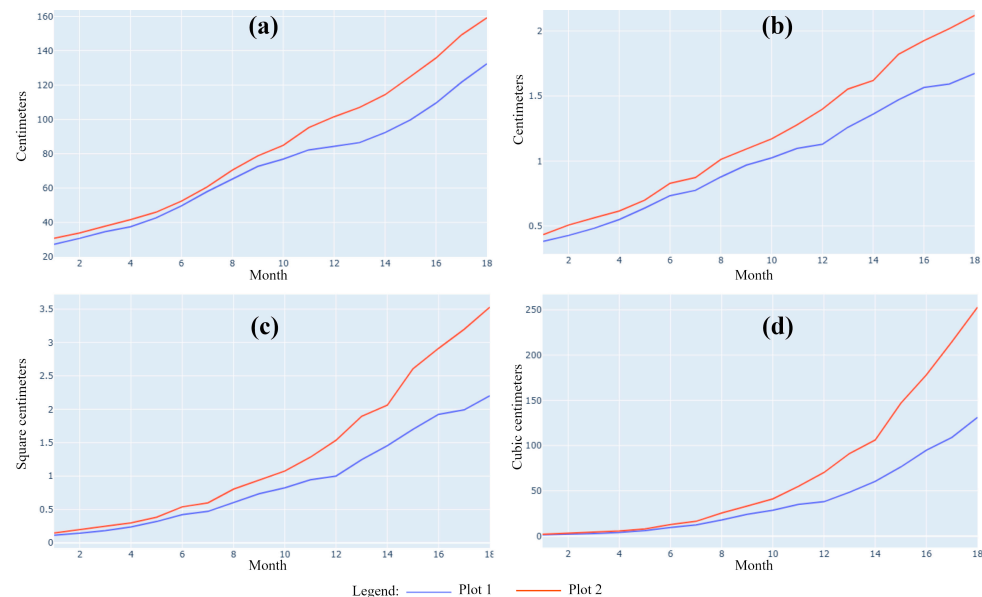 (a)
160
140
120
100
80
60
40
20
Centimeters
2 4 6 8 10 12 14 16 18
Month
(b)
2
1.5
1
0.5
Centimeters
2 4 6 8 10 12 14 16 18
Month
(c)
3.5
3
2.5
2
1.5
1
0.5
0
Square centimeters
2 4 6 8 10 12 14 16 18
Month
(d)
250
200
150
100
50
0
Cubic centimeters
2 4 6 8 10 12 14 16 18
Month
Legend: Plot 1 Plot 2